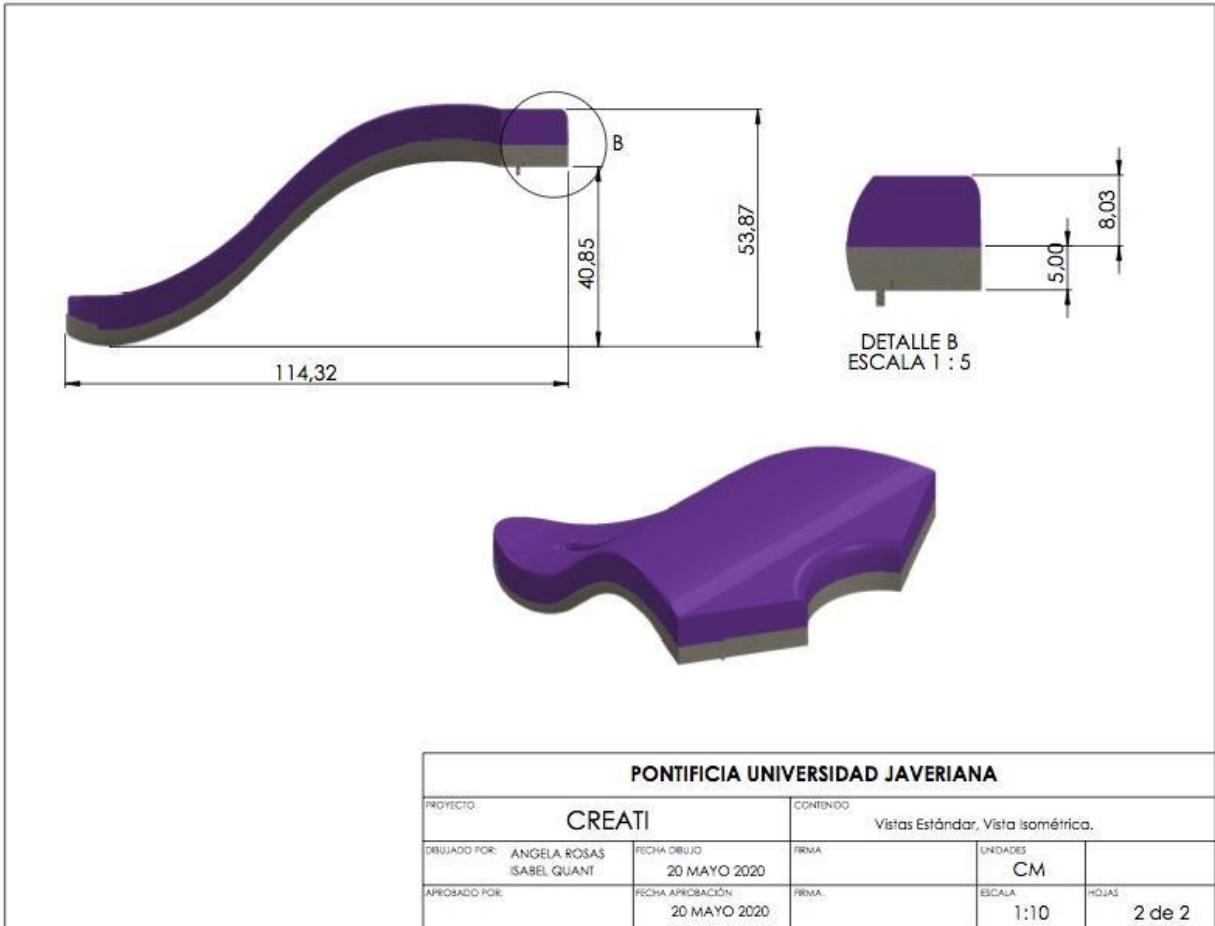 B
53,87
40,85
114,32
8,03
5,00
DETALLE B
ESCALA 1 : 5
PONTIFICIA UNIVERSIDAD JAVERIANA
PROYECTO
CREATI
CONTENIDO
Vistas Estándar, Vista Isométrica.
DIBUJADO POR:
ANGELA ROSAS
ISABEL QUANT
FECHA DIBUJO
20 MAYO 2020
FIRMA
UNIDADES
CM
APROBADO POR:
FECHA APROBACIÓN
20 MAYO 2020
FIRMA.
ESCALA
1:10
HOJAS
2 de 2